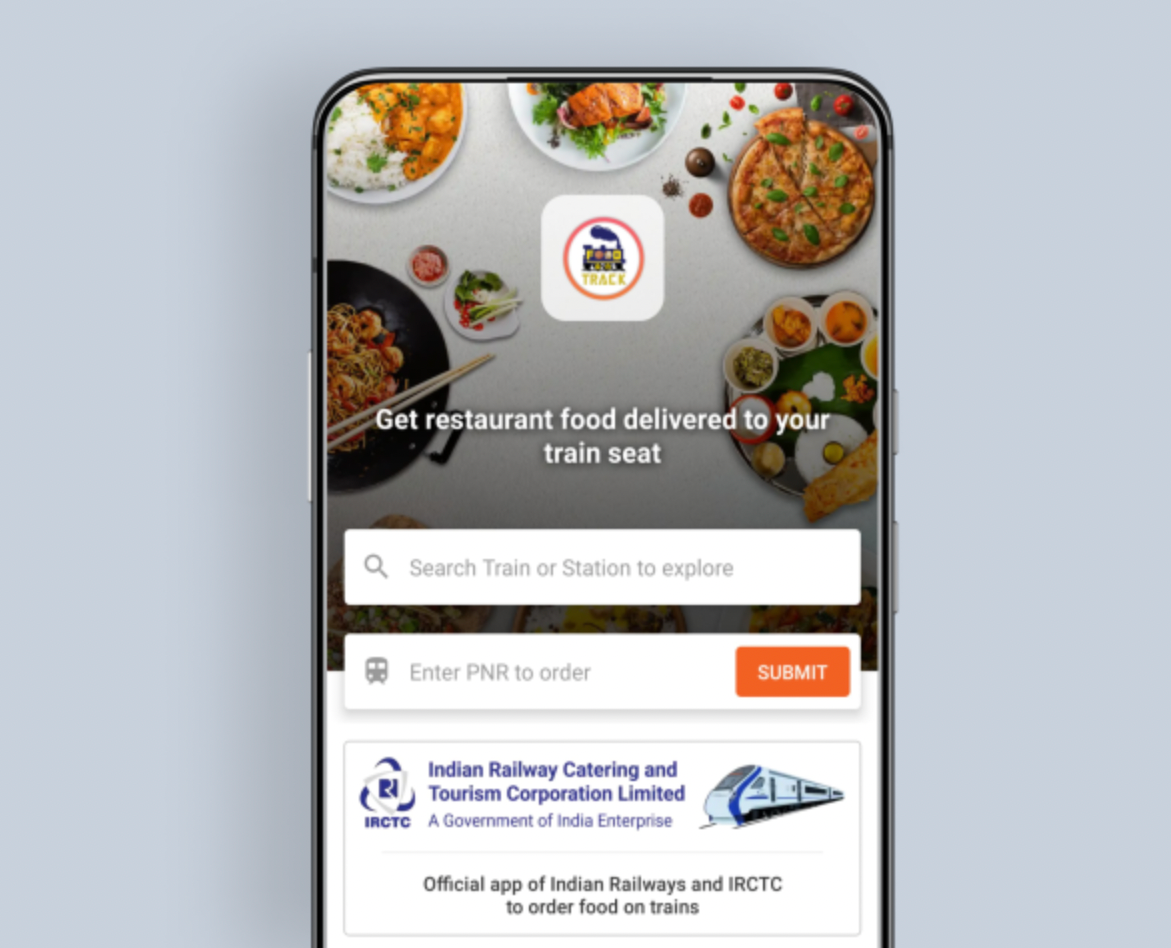 FOOD
TRACK
Get restaurant food delivered to your
train seat
Search Train or Station to explore
Enter PNR to order
SUBMIT
Indian Railway Catering and
Tourism Corporation Limited
IRCTC
A Government of India Enterprise
Official app of Indian Railways and IRCTC
to order food on trains